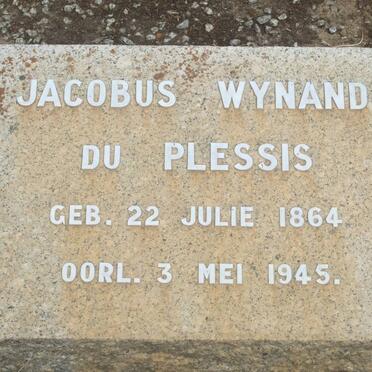 JACOBUS WYNAND
DU PLESSIS
GEB. 22 JULIE 1864
OORL. 3 MEI 1945.